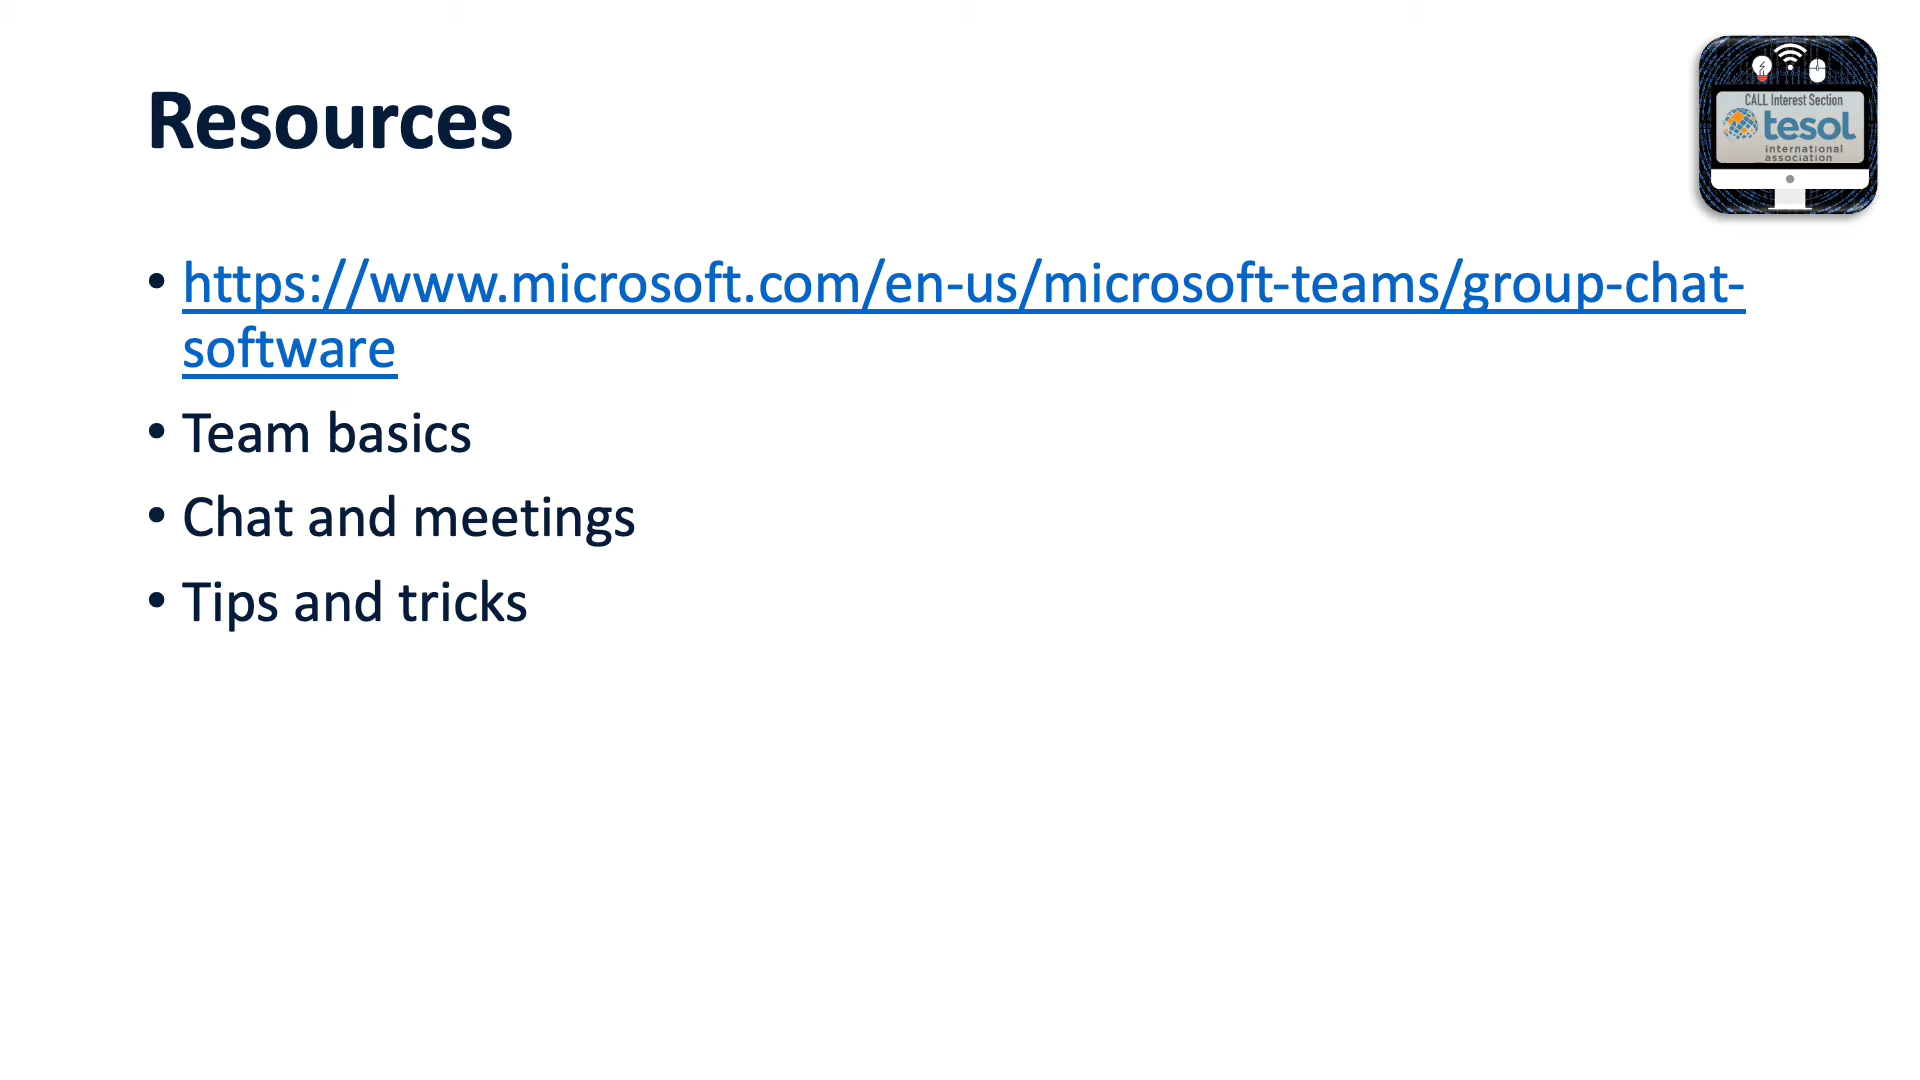 Resources
CALL Interest Section
tesol
international
association
• https://www.microsoft.com/en-us/microsoft-teams/group-chat-
software
• Team basics
• Chat and meetings
• Tips and tricks